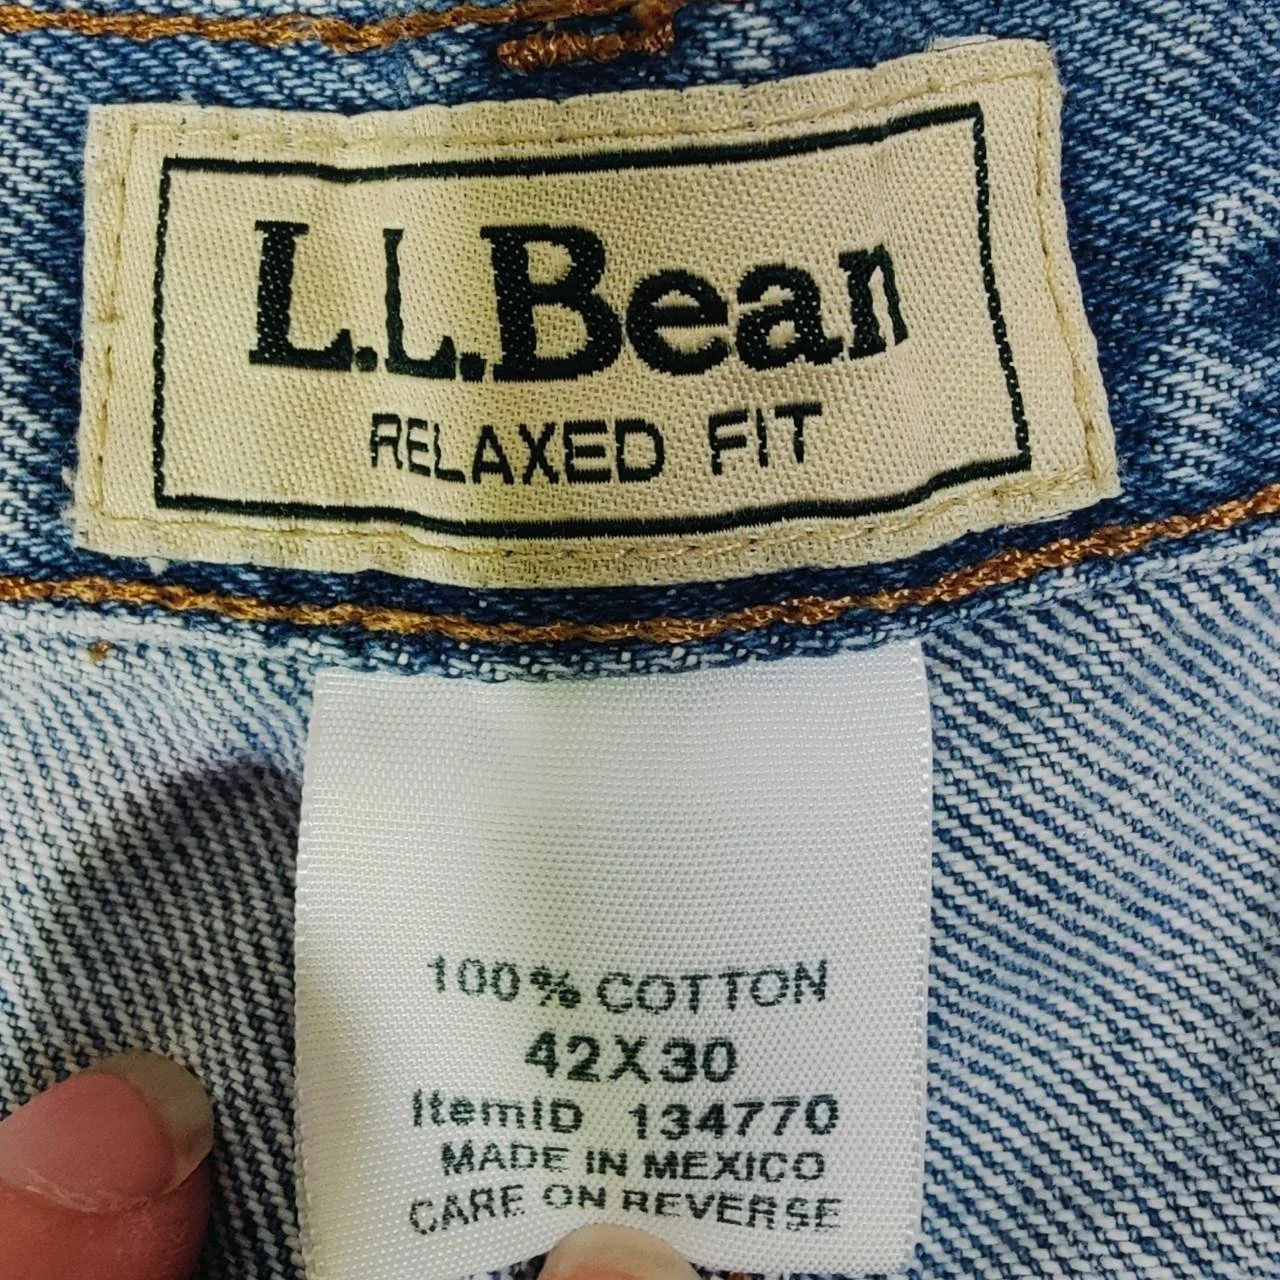 L.L.Bean
RELAXED FIT
100% COTTON
42X30
ItemID 134770
MADE IN MEXICO
CARE ON REVERSE